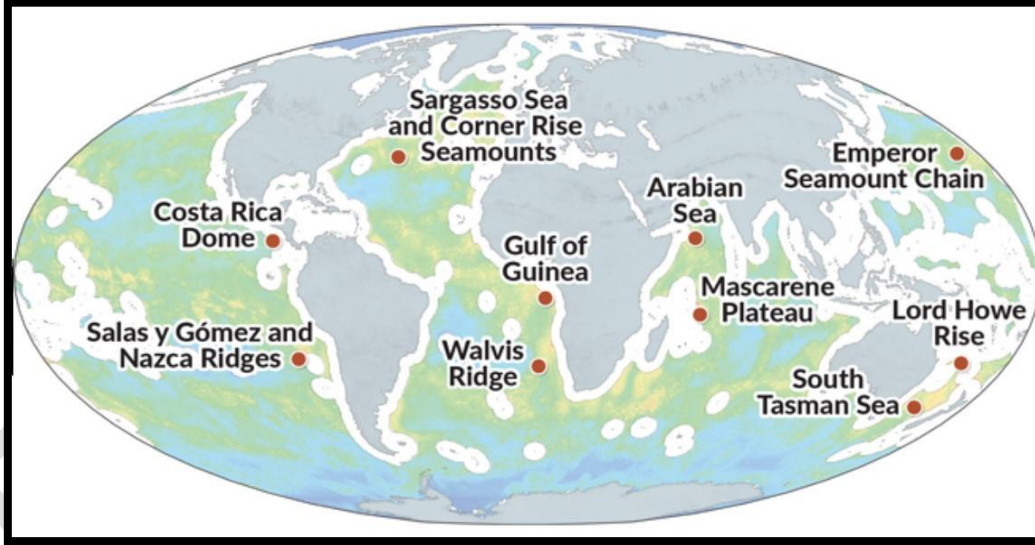 Sargasso Sea
and Corner Rise
Seamounts
Emperor
Seamount Chain
Arabian
Sea
Costa Rica
Dome
Gulf of
Guinea
Mascarene
Plateau
Lord Howe
Rise
Salas y Gómez and
Nazca Ridges
Walvis
Ridge
South
Tasman Sea